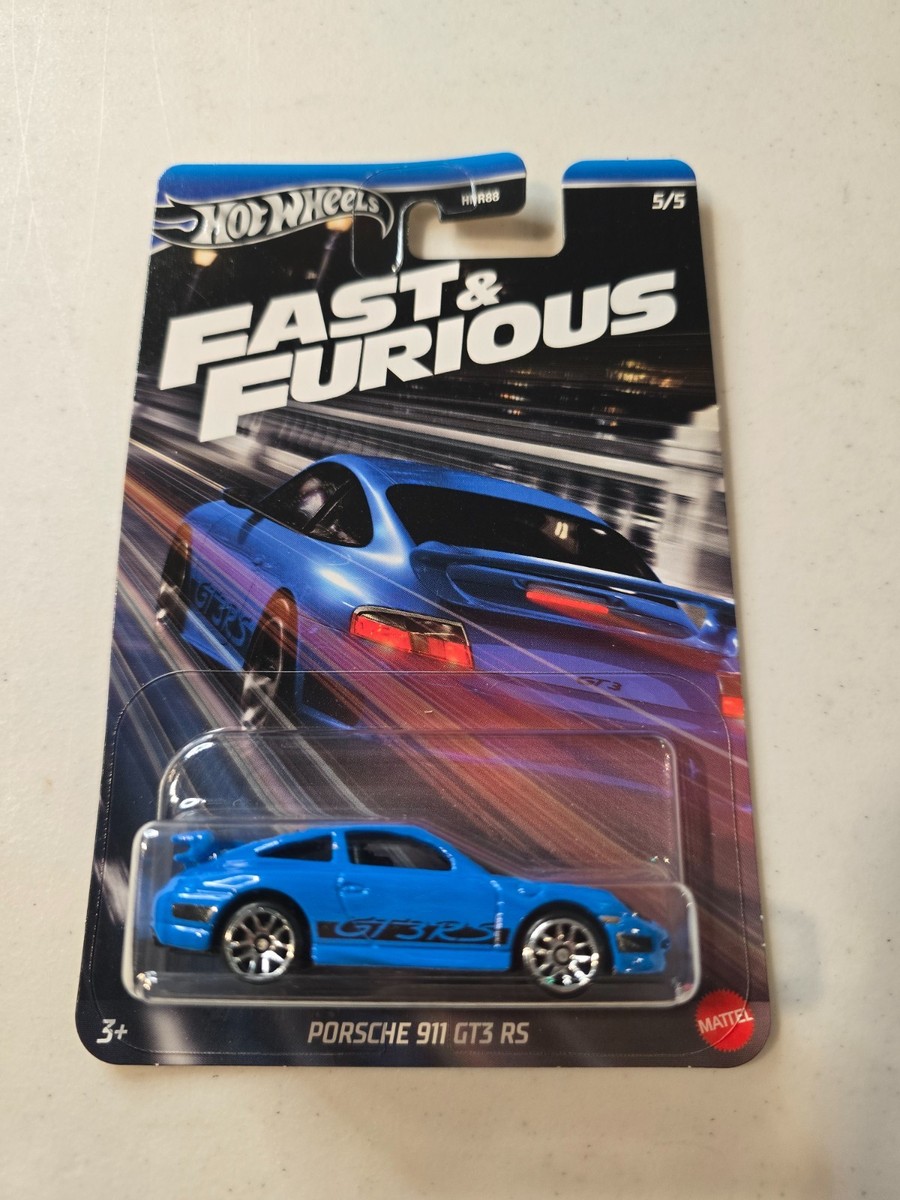 HOT WHEELS
HNR88
5/5
FAST &
FURIOUS
GT3RS
GT3
GT3RS
3+
PORSCHE 911 GT3 RS
MATTEL